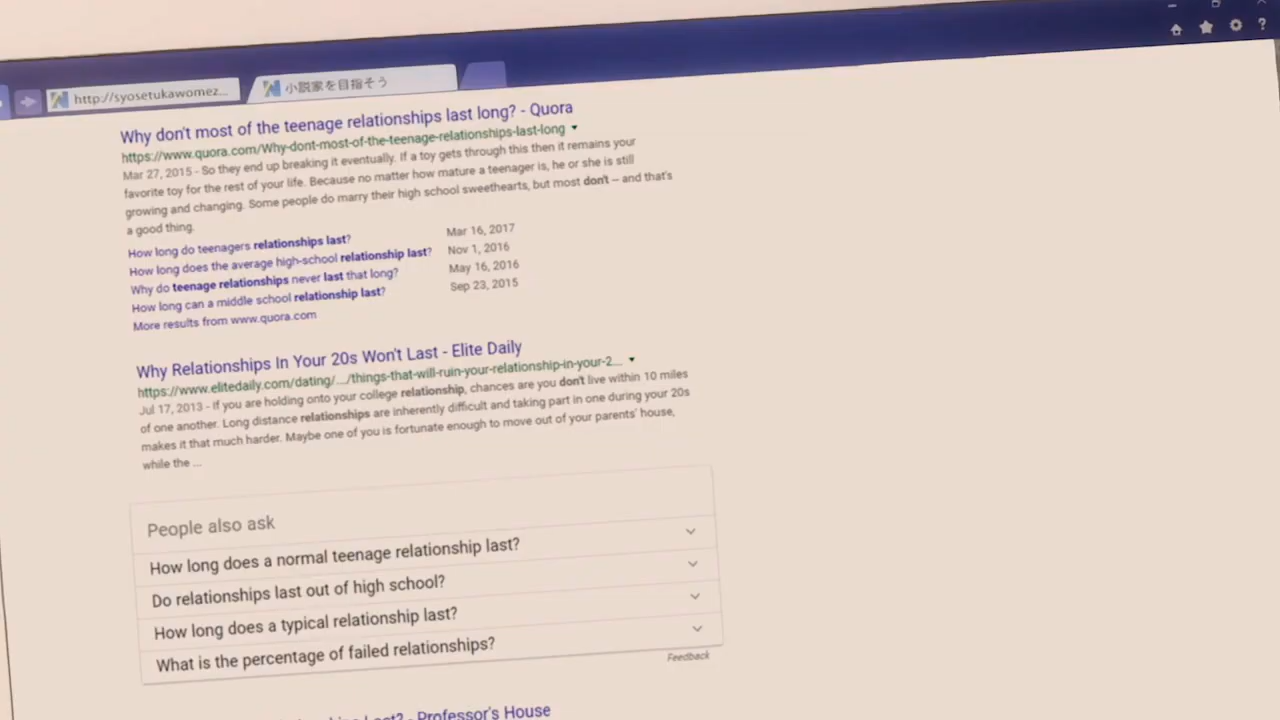 http://syosetukawomez...
小説家を目指そう
?
Why don't most of the teenage relationships last long? - Quora
https://www.quora.com/Why-dont-most-of-the-teenage-relationships-last-long
Mar 27, 2015 - So they end up breaking it eventually. If a toy gets through this then it remains your
favorite toy for the rest of your life. Because no matter how mature a teenager is, he or she is still
growing and changing. Some people do marry their high school sweethearts, but most don't – and that's
a good thing.
How long do teenagers relationships last? Mar 16, 2017
How long does the average high-school relationship last? Nov 1, 2016
Why do teenage relationships never last that long? May 16, 2016
How long can a middle school relationship last? Sep 23, 2015
More results from www.quora.com
Why Relationships In Your 20s Won't Last - Elite Daily
https://www.elitedaily.com/dating/.../things-that-will-ruin-your-relationship-in-your-2...
Jul 17, 2013 - If you are holding onto your college relationship, chances are you don't live within 10 miles
of one another. Long distance relationships are inherently difficult and taking part in one during your 20s
makes it that much harder. Maybe one of you is fortunate enough to move out of your parents' house,
while the ...
People also ask
How long does a normal teenage relationship last?
Do relationships last out of high school?
How long does a typical relationship last?
What is the percentage of failed relationships?
Feedback
Last? - Professor's House